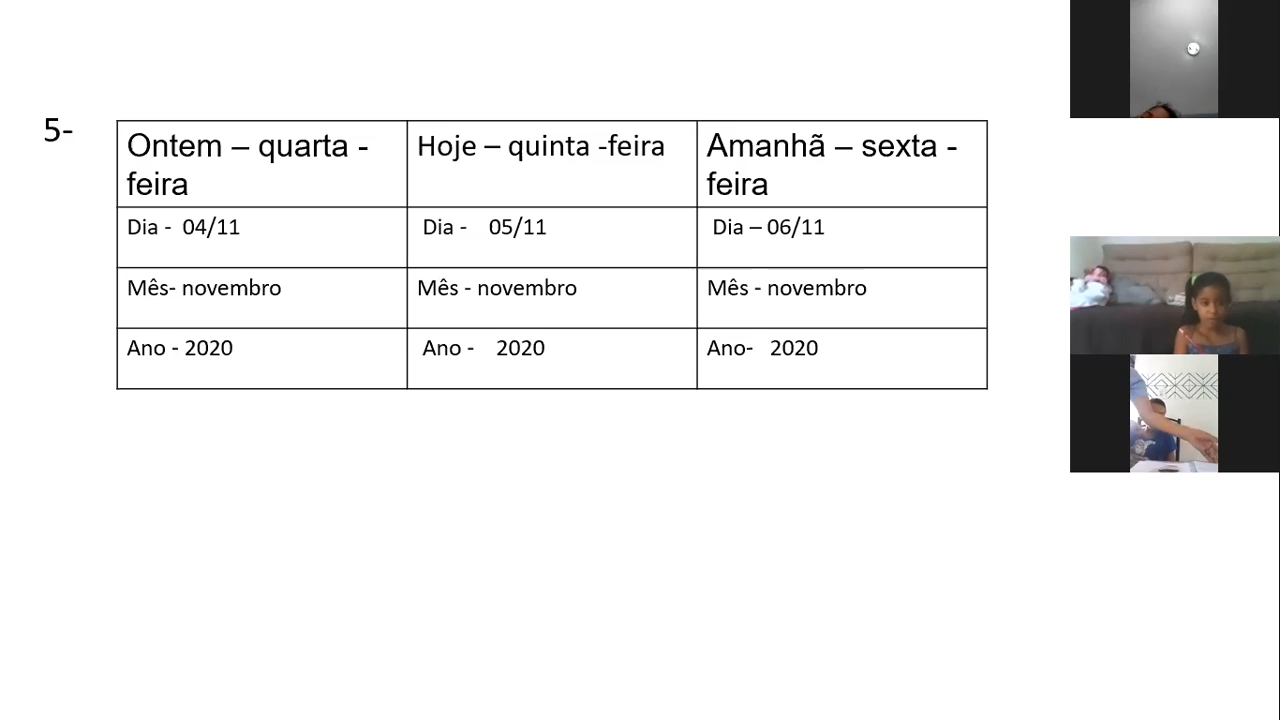 5-
Ontem – quarta -
feira
Hoje – quinta -feira
Amanhã – sexta -
feira
Dia - 04/11
Dia - 05/11
Dia – 06/11
Mês- novembro
Mês - novembro
Mês - novembro
Ano - 2020
Ano - 2020
Ano- 2020